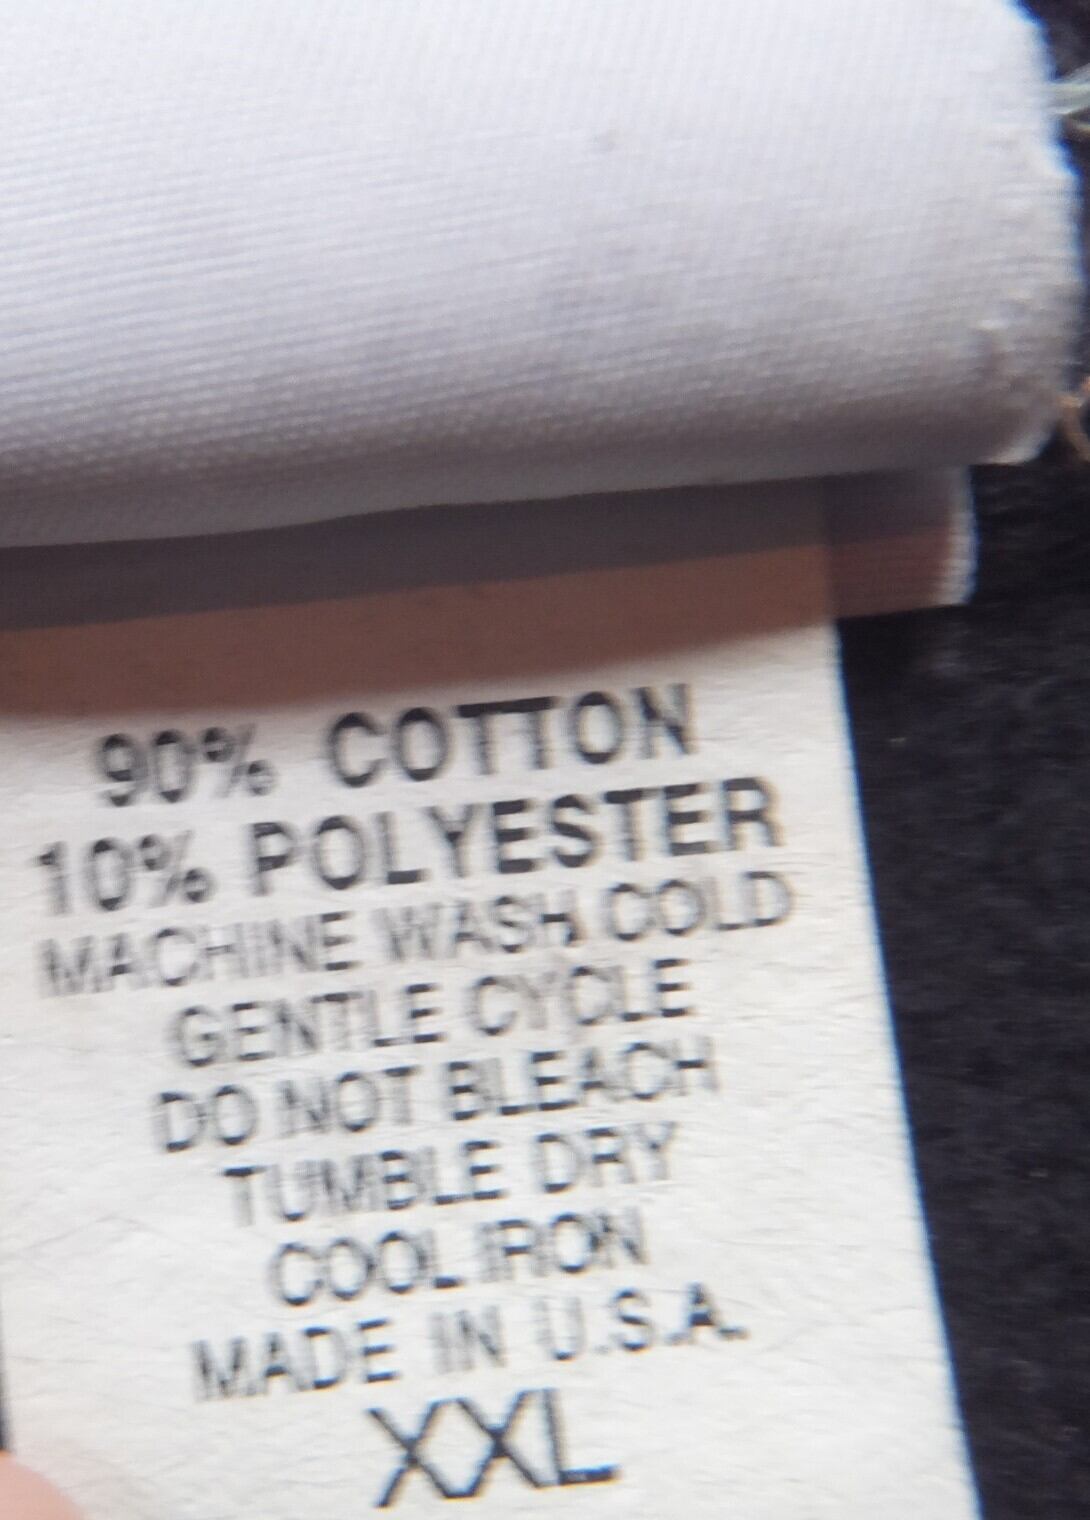 90% COTTON
10% POLYESTER
MACHINE WASH COLD
GENTLE CYCLE
DO NOT BLEACH
TUMBLE DRY
COOL IRON
MADE IN U.S.A.
XXL